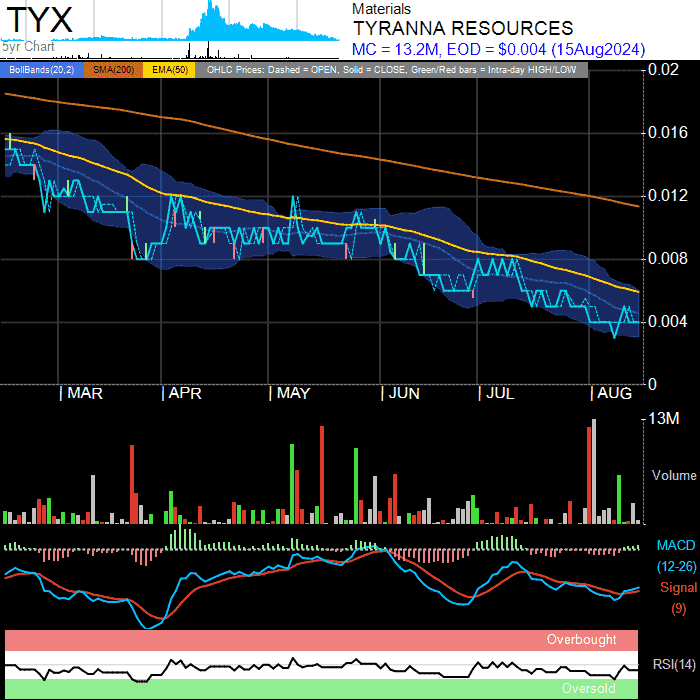 TYX
5yr Chart
Materials
TYRANNA RESOURCES
MC = 13.2M, EOD = $0.004 (15Aug2024)
BollBands(20,2) SMA(200) EMA(50) OHLC Prices: Dashed = OPEN, Solid = CLOSE, Green/Red bars = Intra-day HIGH/LOW
0.02
0.016
0.012
0.008
0.004
0
| MAR | APR | MAY | JUN | JUL | AUG
13M
Volume
MACD
(12-26)
Signal
(9)
Overbought
RSI(14)
Oversold